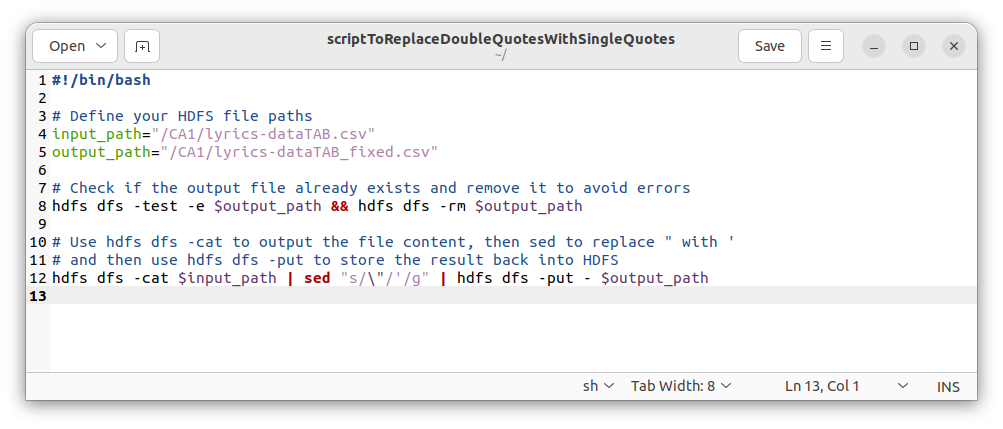 Open
scriptToReplaceDoubleQuotesWithSingleQuotes
~/
Save
1 #!/bin/bash
2
3 # Define your HDFS file paths
4 input_path="/CA1/lyrics-dataTAB.csv"
5 output_path="/CA1/lyrics-dataTAB_fixed.csv"
6
7 # Check if the output file already exists and remove it to avoid errors
8 hdfs dfs -test -e $output_path && hdfs dfs -rm $output_path
9
10 # Use hdfs dfs -cat to output the file content, then sed to replace " with '
11 # and then use hdfs dfs -put to store the result back into HDFS
12 hdfs dfs -cat $input_path | sed "s/\"/'/g" | hdfs dfs -put - $output_path
13
sh Tab Width: 8 Ln 13, Col 1 INS